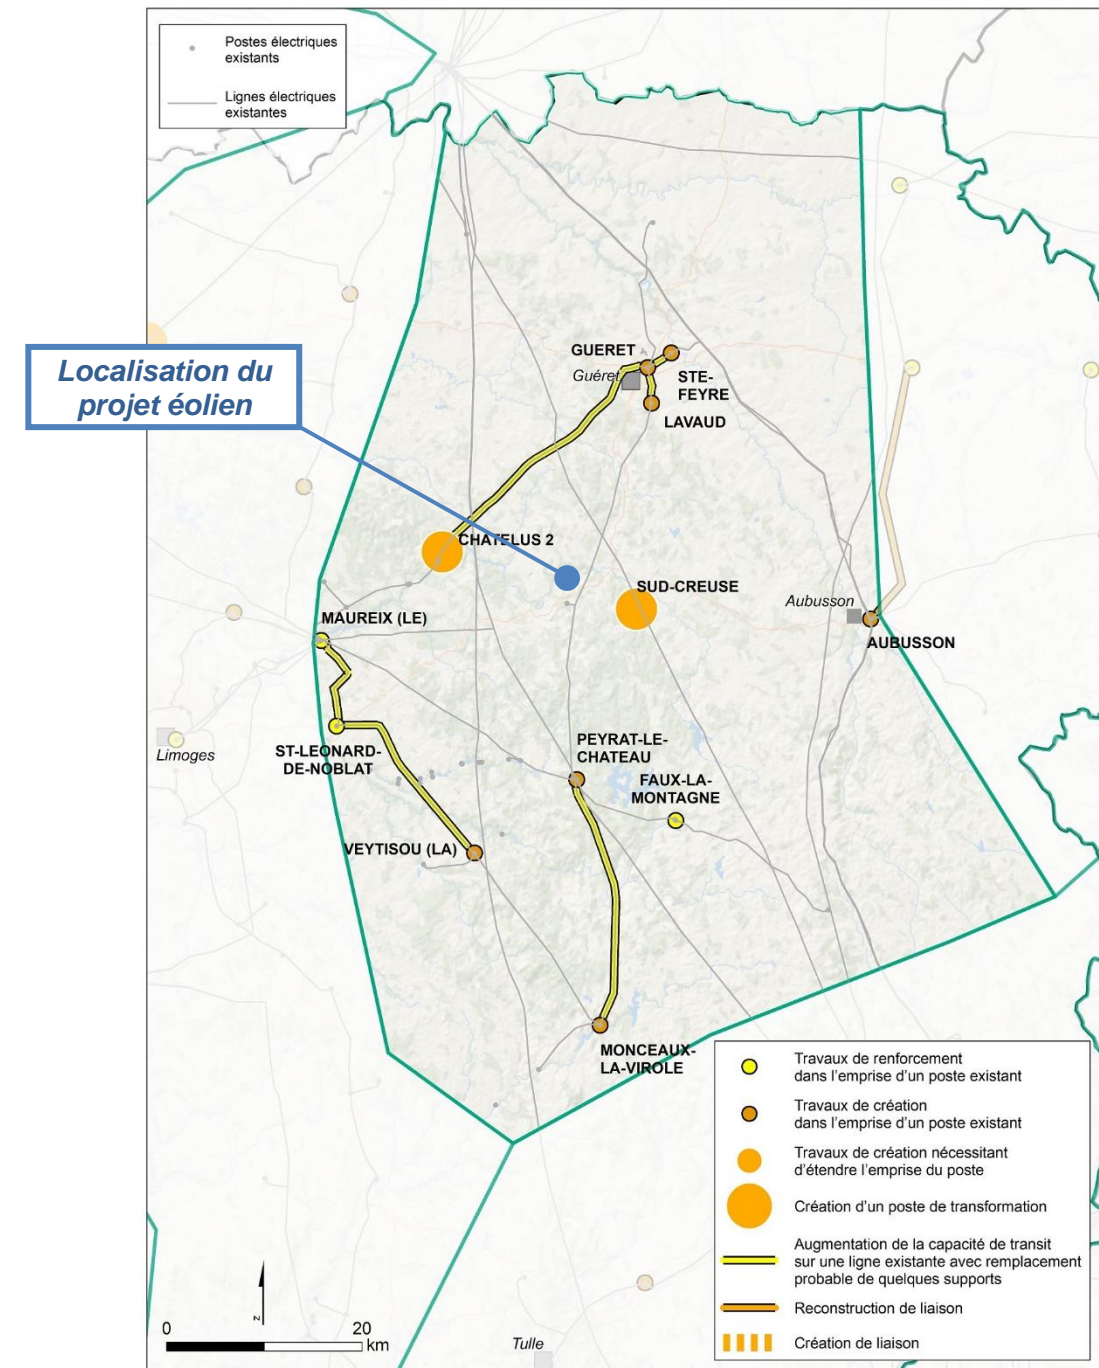 Postes électriques
existants
Lignes électriques
existantes
Localisation du
projet éolien
GUERET
Guéret
STE-
FEYRE
LAVAUD
CHATELUS 2
SUD-CREUSE
Aubusson
AUBUSSON
MAUREIX (LE)
Limoges
ST-LEONARD-
DE-NOBLAT
PEYRAT-LE-
CHATEAU
FAUX-LA-
MONTAGNE
VEYTISOU (LA)
MONCEAUX-
LA-VIROLE
Travaux de renforcement
dans l'emprise d'un poste existant
Travaux de création
dans l'emprise d'un poste existant
Travaux de création nécessitant
d'étendre l'emprise du poste
Création d'un poste de transformation
Augmentation de la capacité de transit
sur une ligne existante avec remplacement
probable de quelques supports
Reconstruction de liaison
Création de liaison
z
0 20
km
Tulle